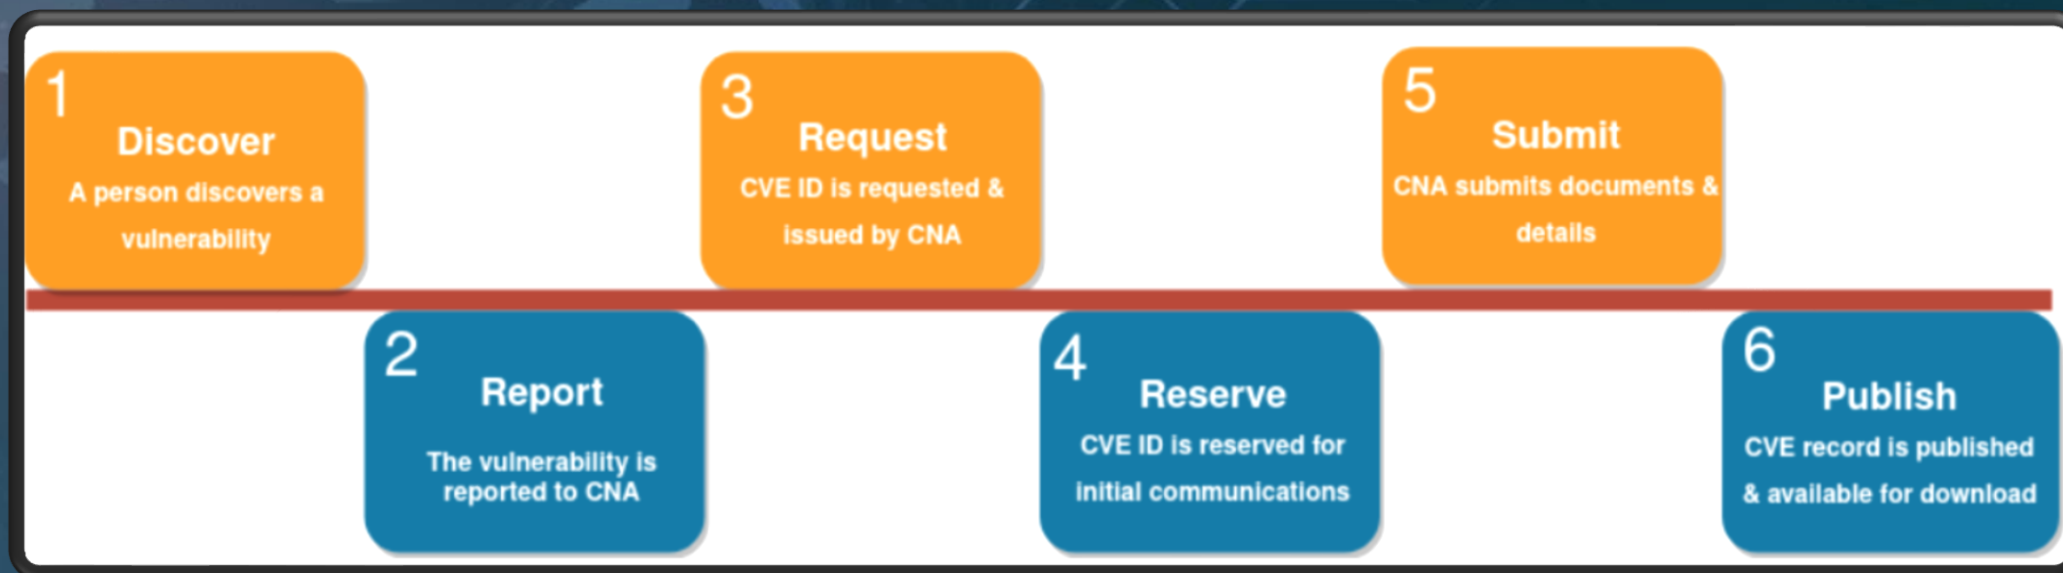 1
Discover
A person discovers a
vulnerability
2
Report
The vulnerability is
reported to CNA
3
Request
CVE ID is requested &
issued by CNA
4
Reserve
CVE ID is reserved for
initial communications
5
Submit
CNA submits documents &
details
6
Publish
CVE record is published
& available for download